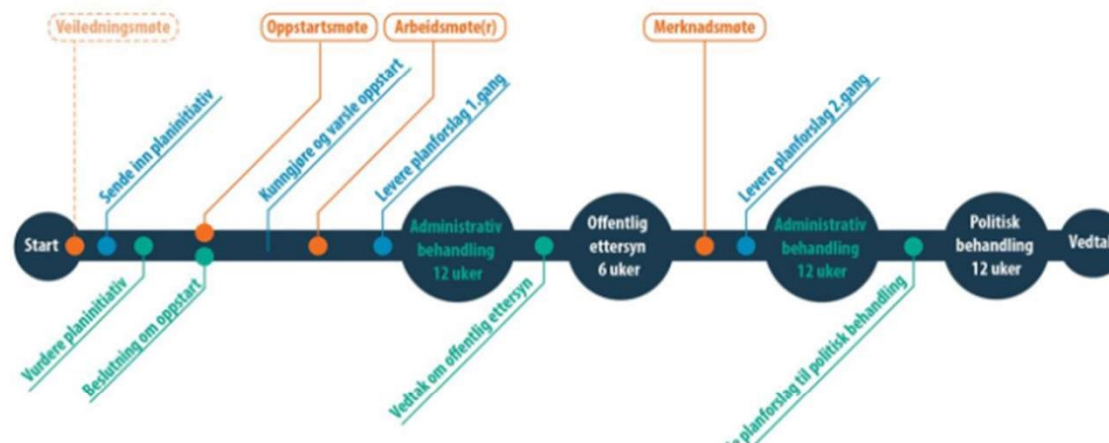 Veiledningsmøte
Oppstartsmøte
Arbeidsmøte(r)
Merknadsmøte
Sende inn planinitiativ
Kunngjøre og varsle oppstart
Levere planforslag 1.gang
Levere planforslag 2.gang
Start
Administrativ
behandling
12 uker
Offentlig
ettersyn
6 uker
Administrativ
behandling
12 uker
Politisk
behandling
12 uker
Vedtak
Vurdere planinitiativ
Beslutning om oppstart
Vedtak om offentlig ettersyn
planforslag til politisk behandling